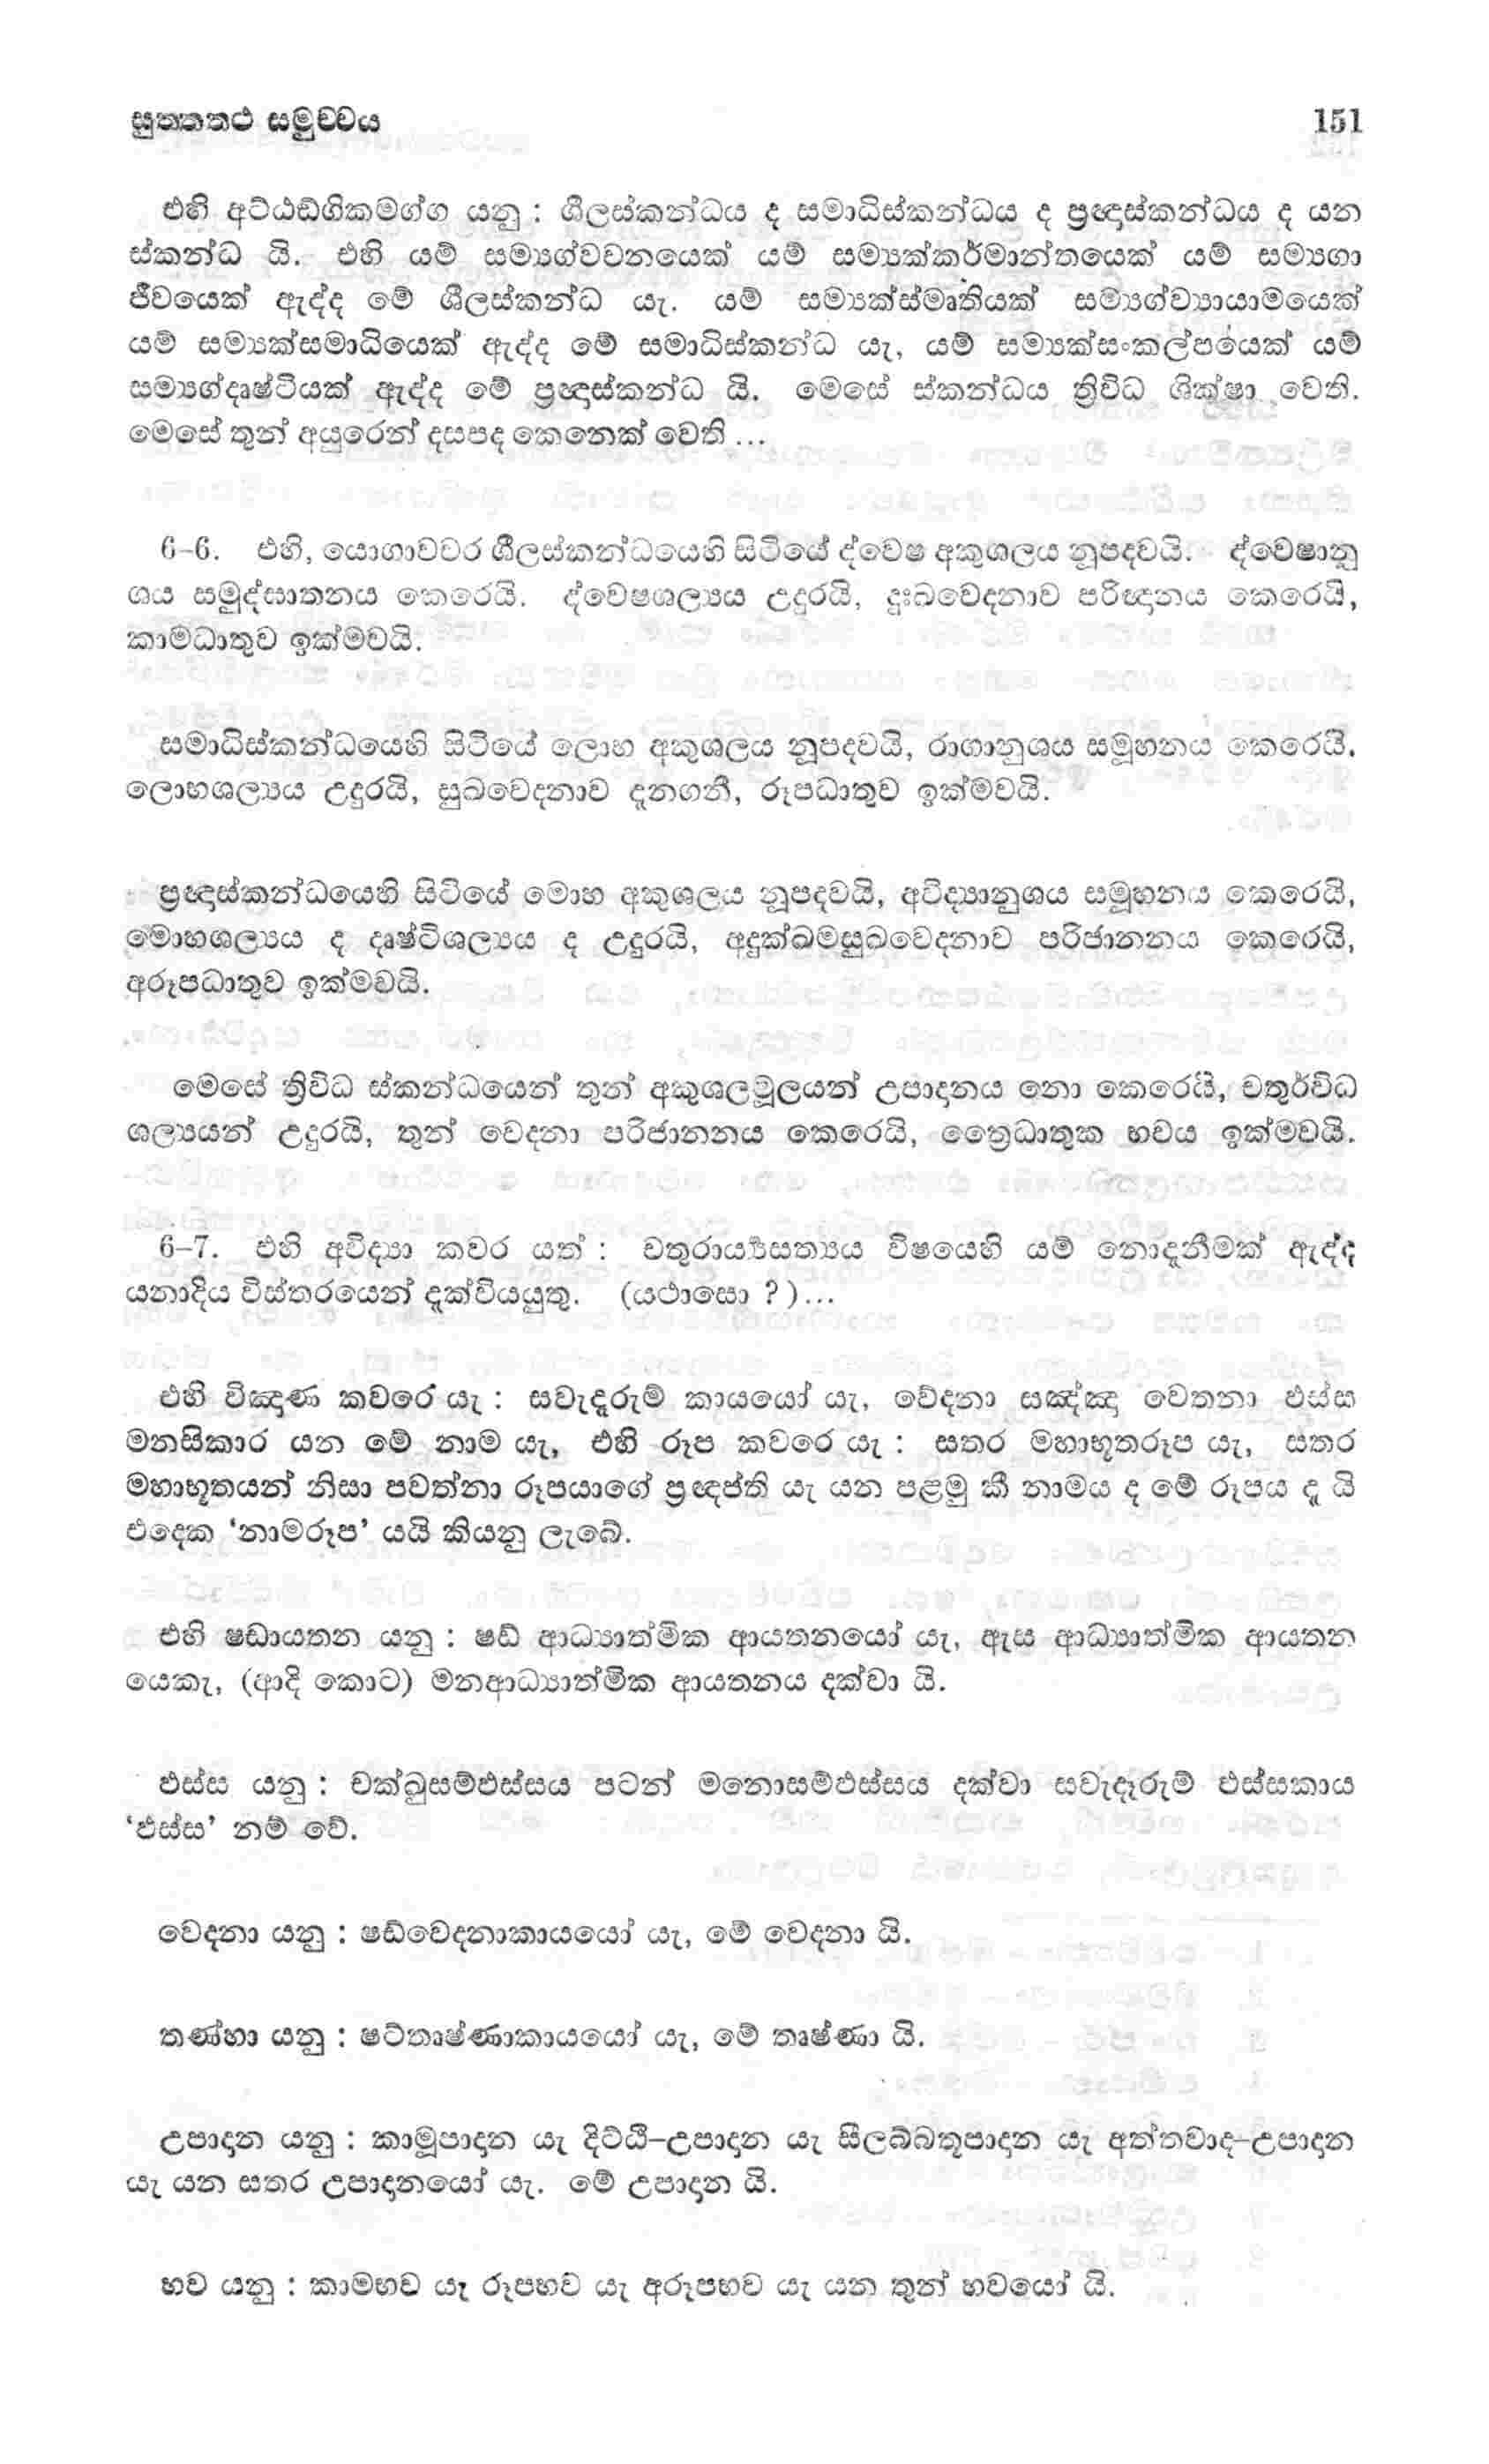 සුත්තත්‍ථ සමුච්චය 151
එහි අට්ඨඞ්ගිකමග්ග යනු : ශීලස්කන්ධය ද සමාධිස්කන්ධය ද ප්‍රඥාස්කන්ධය ද යන
ස්කන්ධ යි. එහි යම් සම්‍යග්වචනයෙක් යම් සම්‍යක්කර්මාන්තයෙක් යම් සම්‍යගා
ජීවයෙක් ඇද්ද මේ ශීලස්කන්ධ යැ. යම් සම්‍යක්ස්මෘතියක් සම්‍යග්ව්‍යායාමයෙක්
යම් සම්‍යක්සමාධියෙක් ඇද්ද මේ සමාධිස්කන්ධ යැ, යම් සම්‍යක්සංකල්පයෙක් යම්
සම්‍යග්දෘෂ්ටියක් ඇද්ද මේ ප්‍රඥාස්කන්ධ යි. මෙසේ ස්කන්ධය ත්‍රිවිධ ශික්ෂා වෙති.
මෙසේ තුන් අයුරෙන් දසපද කෙනෙක් වෙති ...
6–6. එහි, යොගාවචර ශීලස්කන්ධයෙහි සිටියේ ද්වෙෂ අකුශලය නූපදවයි. ද්වෙෂානු
ශය සමුද්ඝාතනය කෙරෙයි. ද්වෙෂශල්‍යය උදුරයි, දුඃඛවෙදනාව පරිඥානය කෙරෙයි,
කාමධාතුව ඉක්මවයි.
සමාධිස්කන්ධයෙහි සිටියේ ලොභ අකුශලය නූපදවයි, රාගානුශය සමූහනය කෙරෙයි.
ලොභශල්‍යය උදුරයි, සුඛවෙදනාව දැනගනී, රූපධාතුව ඉක්මවයි.
ප්‍රඥාස්කන්ධයෙහි සිටියේ මොහ අකුශලය නූපදවයි, අවිද්‍යානුශය සමූහනය කෙරෙයි,
මොහශල්‍යය ද දෘෂ්ටිශල්‍යය ද උදුරයි, අදුක්ඛමසුඛවෙදනාව පරිජානනය කෙරෙයි,
අරූපධාතුව ඉක්මවයි.
මෙසේ ත්‍රිවිධ ස්කන්ධයෙන් තුන් අකුශලමූලයන් උපාදානය නො කෙරෙයි, චතුර්විධ
ශල්‍යයන් උදුරයි, තුන් වෙදනා පරිජානනය කෙරෙයි, ත්‍රෛධාතුක භවය ඉක්මවයි.
6–7. එහි අවිද්‍යා කවර යත් : චතුරාර්‍ය්‍යසත්‍යය විෂයෙහි යම් නොදැනීමක් ඇද්ද
යනාදිය විස්තරයෙන් දැක්වියයුතු. (යථාසො ?)...
එහි විඤාණ කවරේ යැ : සවැදෑරුම් කායයෝ යැ, වේදනා සඤ්ඤා චෙතනා ඵස්ස
මනසිකාර යන මේ නාම යැ, එහි රූප කවරෙ යැ : සතර මහාභූතරූප යැ, සතර
මහාභූතයන් නිසා පවත්නා රූපයාගේ ප්‍රඥප්ති යැ යන පළමු කී නාමය ද මේ රූපය දැ යි
එදෙක ‘නාමරූප’ යයි කියනු ලැබේ.
එහි ෂඩායතන යනු : ෂඩ් ආධ්‍යාත්මික ආයතනයෝ යැ, ඇස ආධ්‍යාත්මික ආයතන
යෙකැ, (ආදි කොට) මනආධ්‍යාත්මික ආයතනය දක්වා යි.
ඵස්ස යනු : චක්ඛුසම්ඵස්සය පටන් මනොසම්ඵස්සය දක්වා සවැදෑරුම් ඵස්සකාය
‘ඵස්ස’ නම් වේ.
වෙදනා යනු : ෂඩ්වෙදනාකායයෝ යැ, මේ වෙදනා යි.
තණ්හා යනු : ෂට්තෘෂ්ණාකායයෝ යැ, මේ තෘෂ්ණා යි.
උපාදාන යනු : කාමූපාදාන යැ දිට්ඨි–උපාදාන යැ සීලබ්බතූපාදාන යැ අත්තවාද–උපාදාන
යැ යන සතර උපාදානයෝ යැ. මේ උපාදාන යි.
භව යනු : කාමභව යැ රූපභව යැ අරූපභව යැ යන තුන් භවයෝ යි.